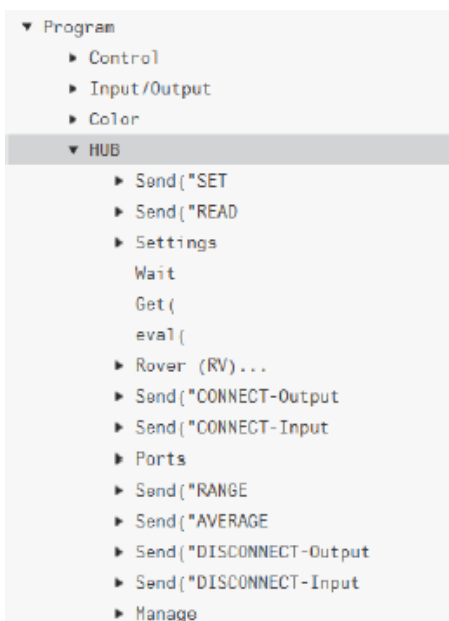 Program
Control
Input/Output
Color
HUB
Send("SET
Send("READ
Settings
Wait
Get(
eval(
Rover (RV)...
Send("CONNECT-Output
Send("CONNECT-Input
Ports
Send("RANGE
Send("AVERAGE
Send("DISCONNECT-Output
Send("DISCONNECT-Input
Manage